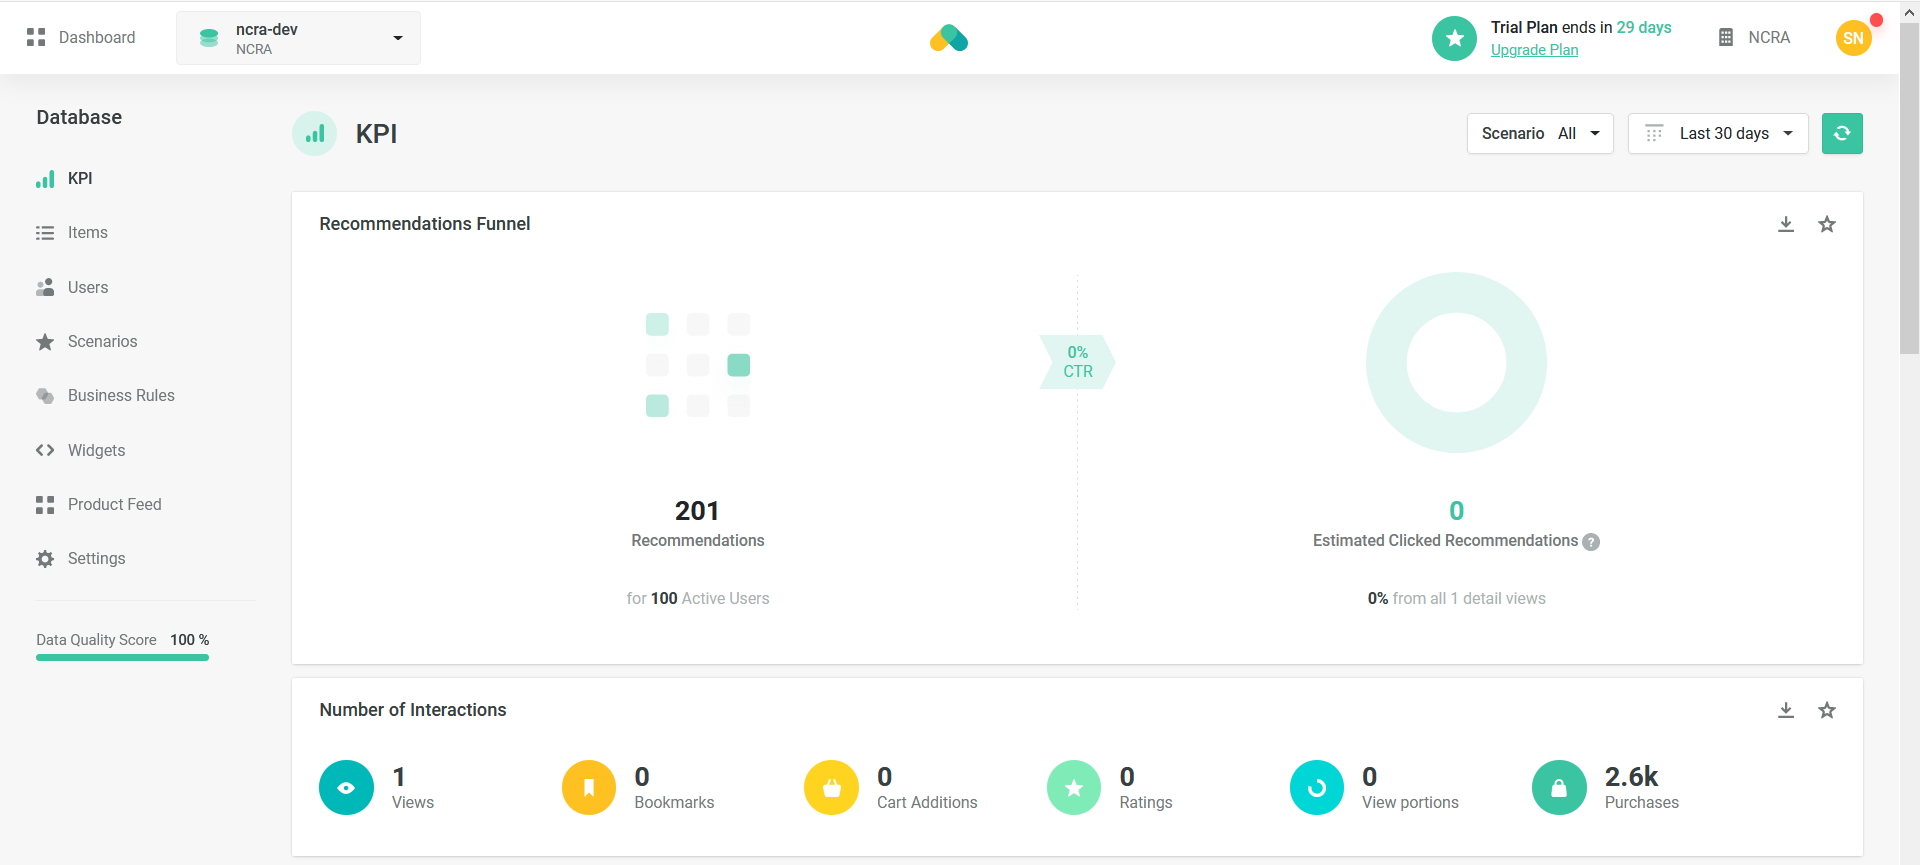 Dashboard
ncra-dev
NCRA
Trial Plan ends in 29 days
Upgrade Plan
NCRA
SN
Database
KPI
Items
Users
Scenarios
Business Rules
Widgets
Product Feed
Settings
Data Quality Score 100 %
KPI
Scenario All
Last 30 days
Recommendations Funnel
0%
CTR
201
Recommendations
for 100 Active Users
0
Estimated Clicked Recommendations ?
0% from all 1 detail views
Number of Interactions
1
Views
0
Bookmarks
0
Cart Additions
0
Ratings
0
View portions
2.6k
Purchases